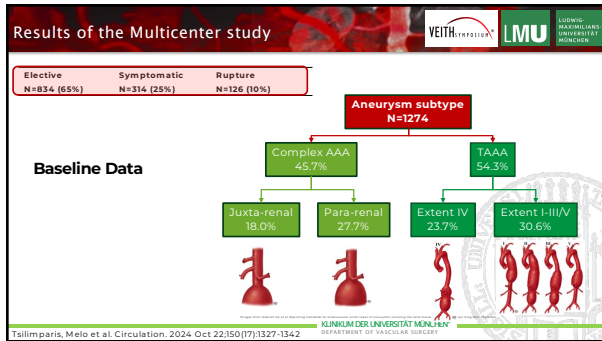 Results of the Multicenter study
VEITHSYMPOSIUM
LMU
LUDWIG-
MAXIMILIANS-
UNIVERSITÄT
MÜNCHEN
Elective Symptomatic Rupture
N=834 (65%) N=314 (25%) N=126 (10%)
Aneurysm subtype
N=1274
Baseline Data
Complex AAA
45.7%
TAAA
54.3%
Juxta-renal
18.0%
Para-renal
27.7%
Extent IV
23.7%
Extent I-III/V
30.6%
IV I II III V
KLINIKUM DER UNIVERSITÄT MÜNCHEN
DEPARTMENT OF VASCULAR SURGERY
Tsilimparis, Melo et al. Circulation. 2024 Oct 22;150(17):1327-1342